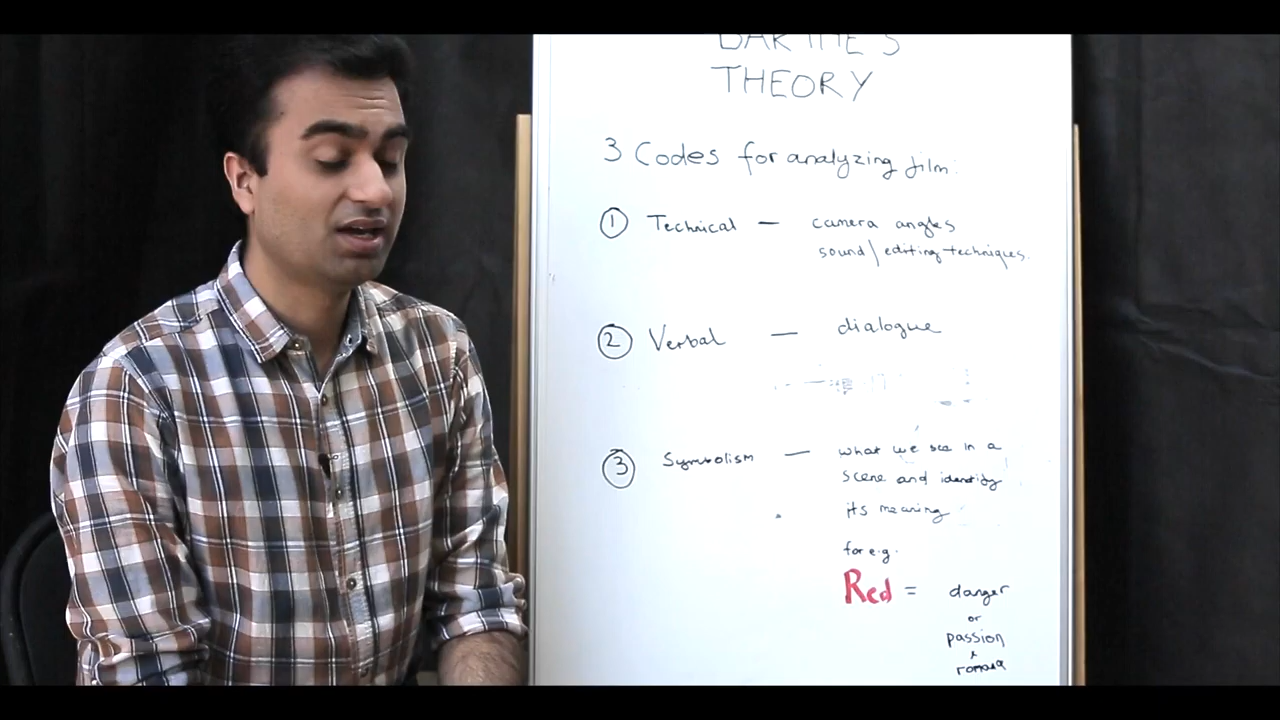 BARTHE'S
THEORY
3 Codes for analyzing film.
① Technical — camera angles
sound/editing techniques.
② Verbal — dialogue
③ Symbolism — what we see in a
scene and identify
its meaning
for e.g.
Red = danger
or
passion
&